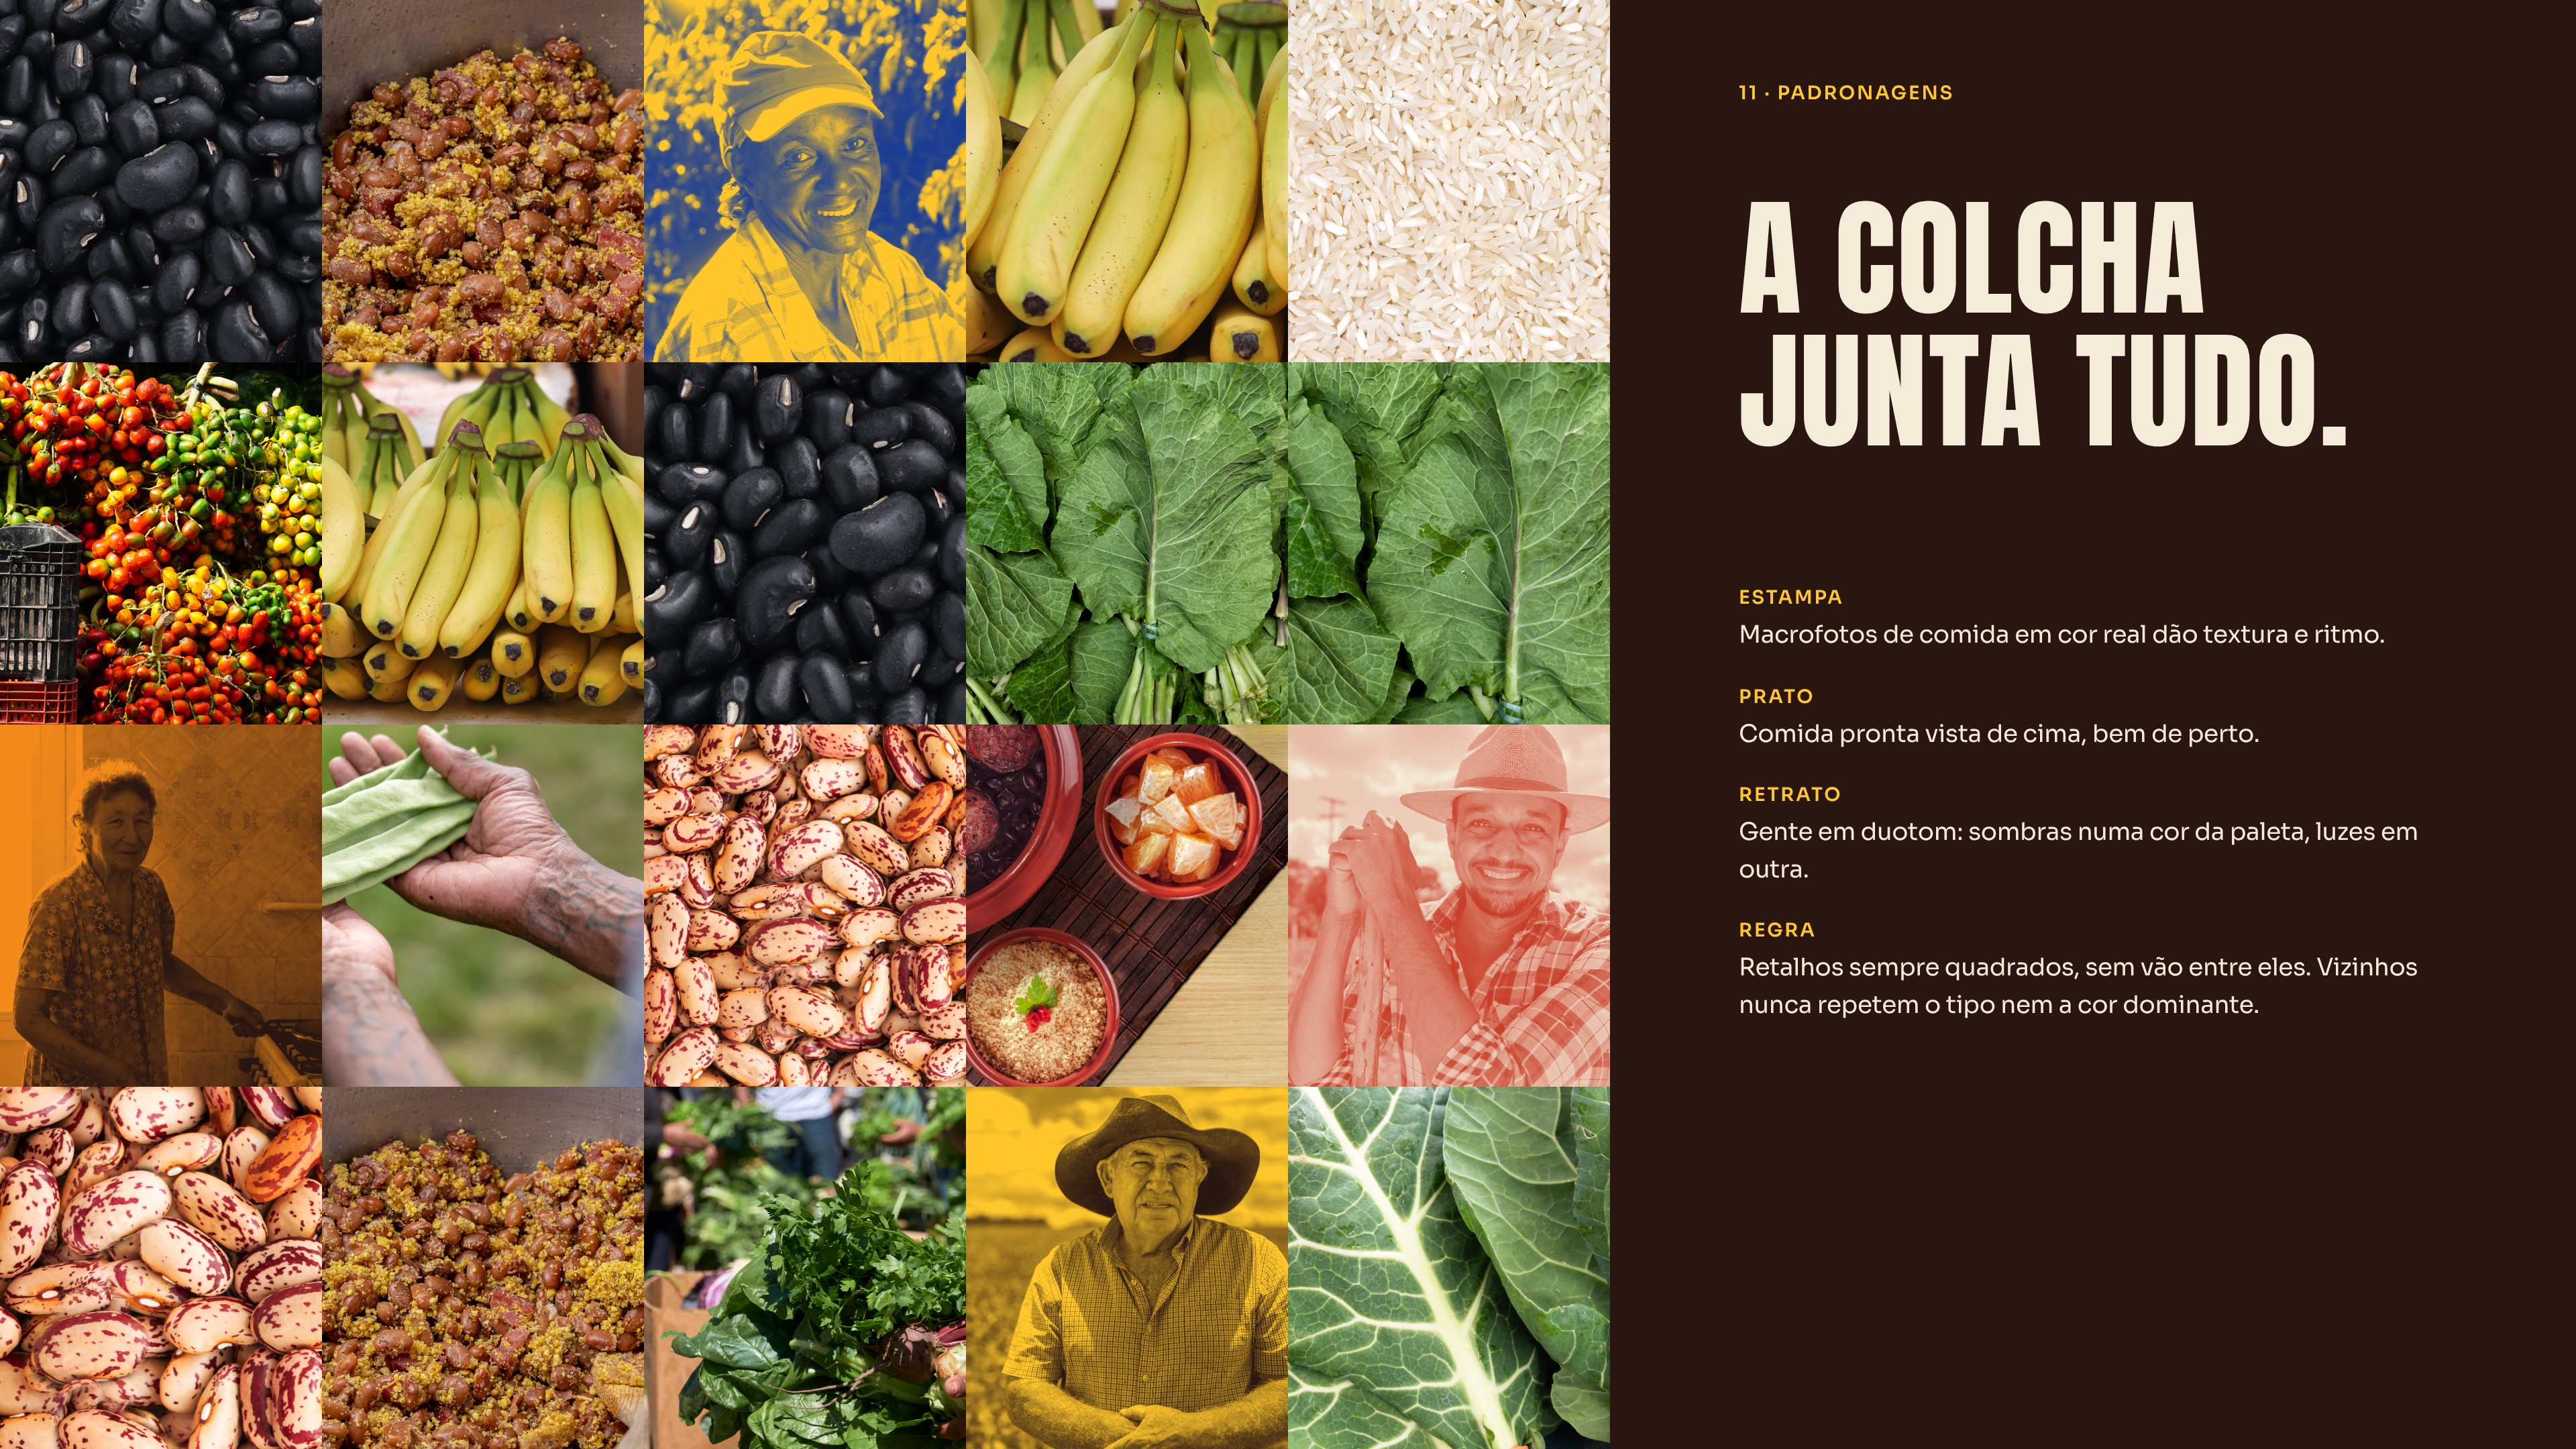 11 · PADRONAGENS
A COLCHA
JUNTA TUDO.
ESTAMPA
Macrofotos de comida em cor real dão textura e ritmo.
PRATO
Comida pronta vista de cima, bem de perto.
RETRATO
Gente em duotom: sombras numa cor da paleta, luzes em
outra.
REGRA
Retalhos sempre quadrados, sem vão entre eles. Vizinhos
nunca repetem o tipo nem a cor dominante.